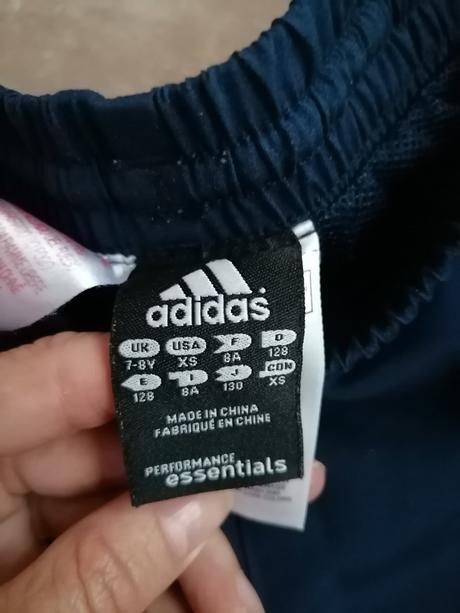 adidas
UK USA F D
7-8Y XS 8A 128
E I J CDN
128 8A 130 XS
MADE IN CHINA
FABRIQUÉ EN CHINE
PERFORMANCE
essentials